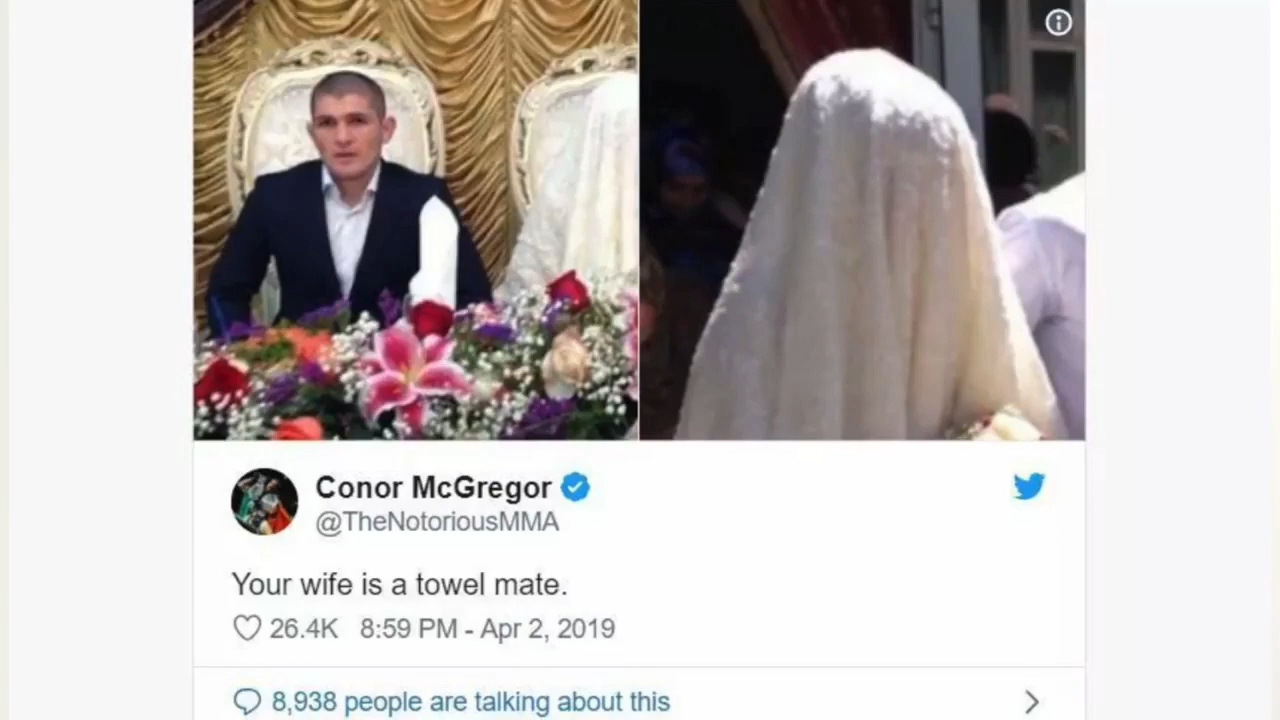 Conor McGregor
@TheNotoriousMMA
Your wife is a towel mate.
26.4K 8:59 PM - Apr 2, 2019
8,938 people are talking about this